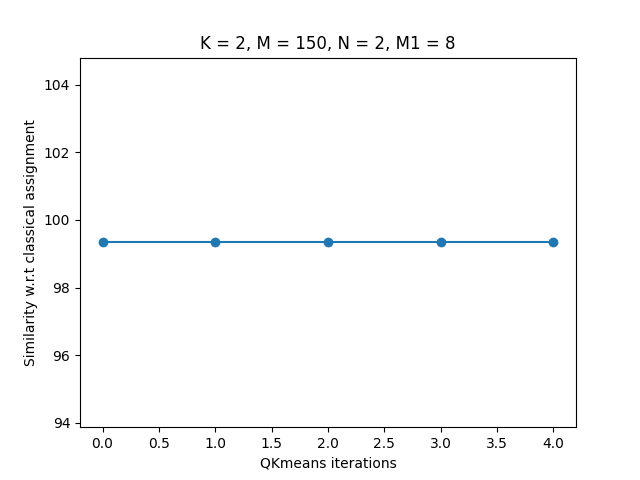 K = 2, M = 150, N = 2, M1 = 8
104
102
100
98
96
94
Similarity w.r.t classical assignment
0.0 0.5 1.0 1.5 2.0 2.5 3.0 3.5 4.0
QKmeans iterations